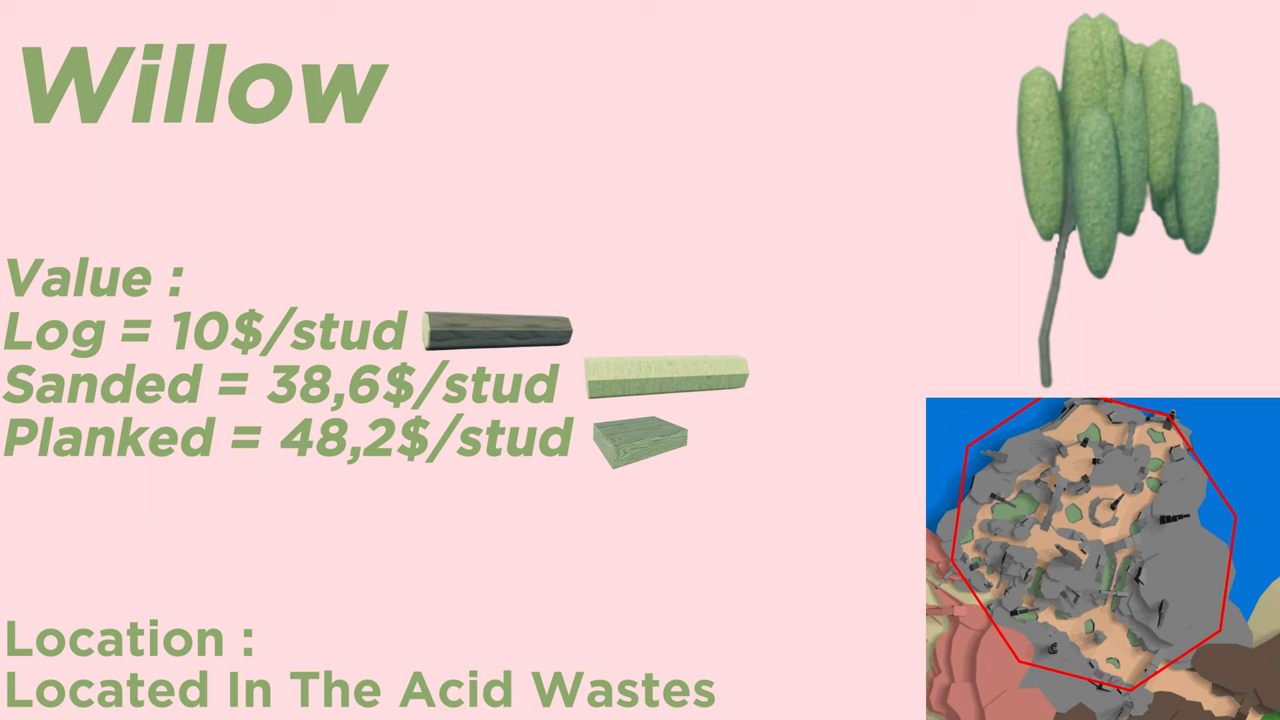 Willow
Value :
Log = 10$/stud
Sanded = 38,6$/stud
Planked = 48,2$/stud
Location :
Located In The Acid Wastes